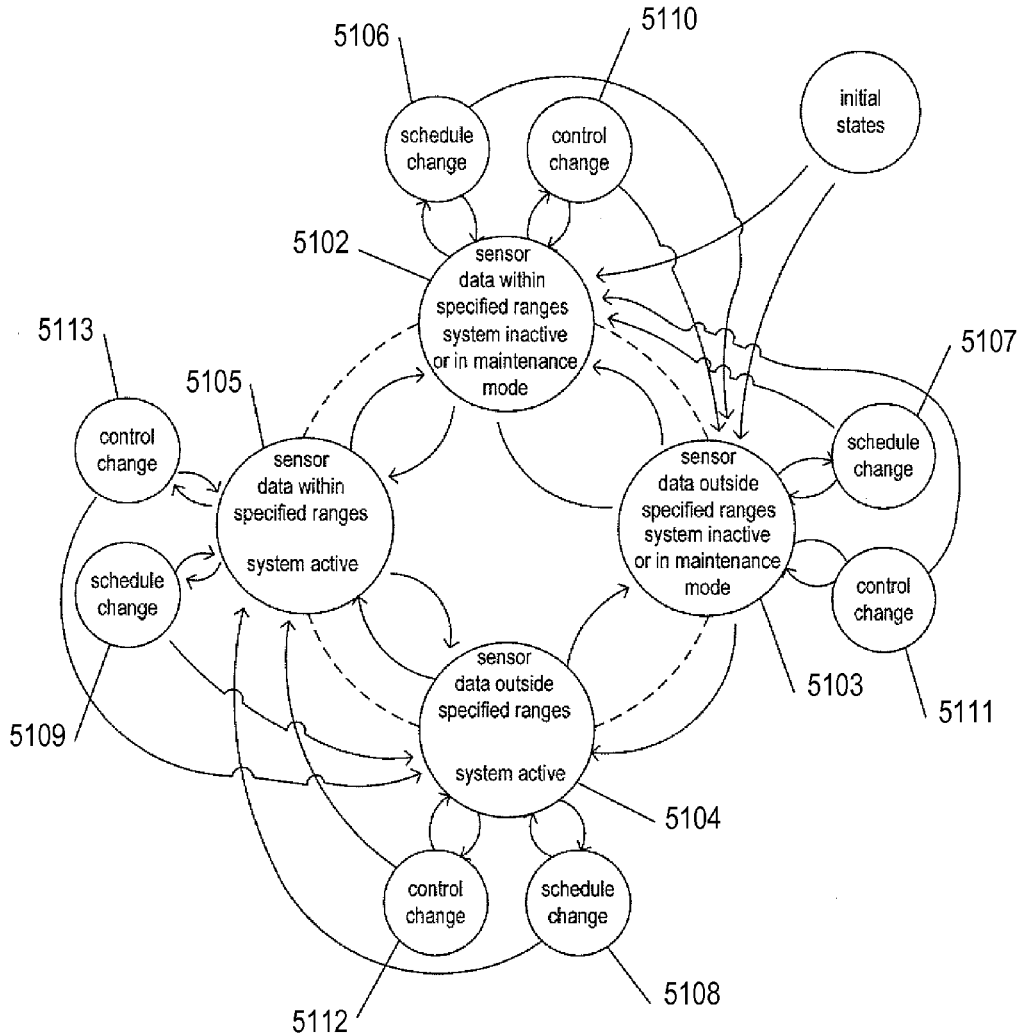 5106
5110
schedule
change
control
change
initial
states
5102
sensor
data within
specified ranges
system inactive
or in maintenance
mode
5113
5105
5107
control
change
sensor
data within
specified ranges
system active
sensor
data outside
specified ranges
system inactive
or in maintenance
mode
schedule
change
schedule
change
control
change
5109
sensor
data outside
specified ranges
system active
5103
5111
5104
control
change
schedule
change
5112
5108